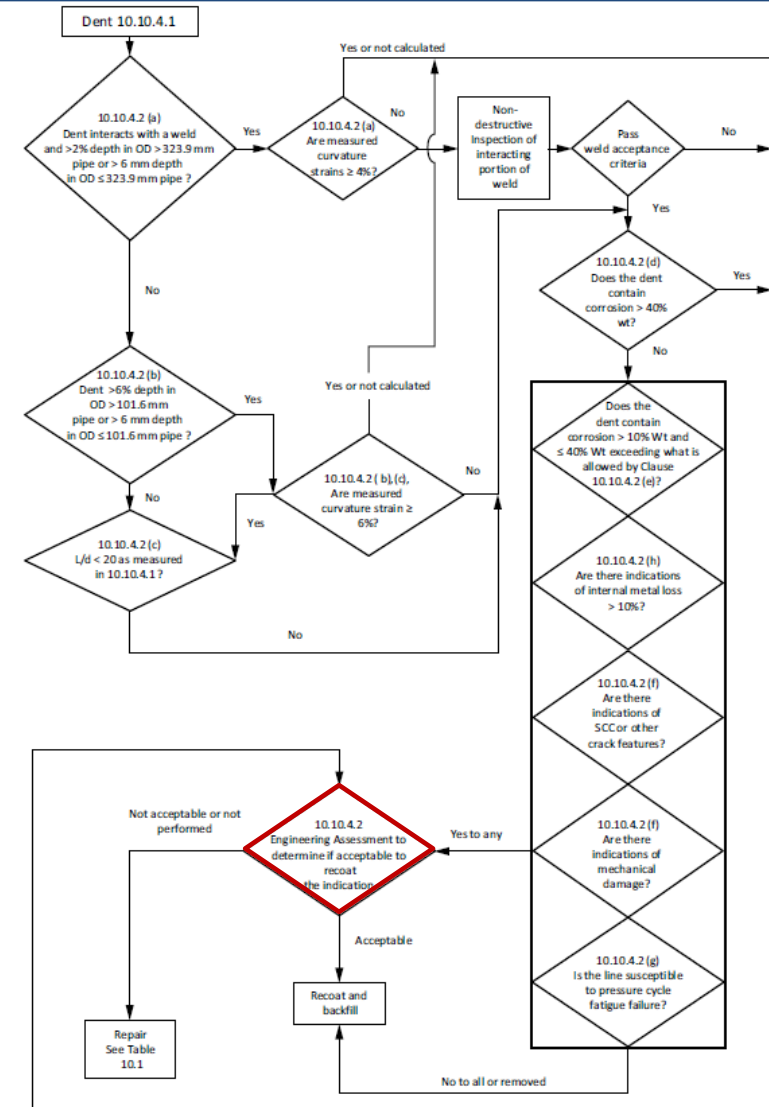 Dent 10.10.4.1
Yes or not calculated
10.10.4.2 (a)
Dent interacts with a weld
and >2% depth in OD > 323.9 mm
pipe or > 6 mm depth
in OD ≤ 323.9 mm pipe ?
Yes
10.10.4.2 (a)
Are measured
curvature
strains ≥ 4%?
No
Non-
destructive
Inspection of
interacting
portion of
weld
Pass
weld acceptance
criteria
No
Yes
No
10.10.4.2 (d)
Does the dent
contain
corrosion > 40%
wt?
Yes
No
10.10.4.2 (b)
Dent >6% depth in
OD > 101.6 mm
pipe or > 6 mm depth
in OD ≤ 101.6 mm pipe ?
Yes
Yes or not calculated
10.10.4.2 ( b),(c),
Are measured
curvature strain ≥
6%?
No
No
Yes
10.10.4.2 (c)
L/d < 20 as measured
in 10.10.4.1 ?
No
Does the
dent contain
corrosion > 10% Wt and
≤ 40% Wt exceeding what is
allowed by Clause
10.10.4.2 (e)?
10.10.4.2 (h)
Are there indications
of internal metal loss
> 10%?
10.10.4.2 (f)
Are there
indications of
SCC or other
crack features?
10.10.4.2 (f)
Are there
indications of
mechanical
damage?
10.10.4.2 (g)
Is the line susceptible
to pressure cycle
fatigue failure?
Yes to any
10.10.4.2
Engineering Assessment to
determine if acceptable to
recoat
the indication
Not acceptable or not
performed
Acceptable
Recoat and
backfill
Repair
See Table
10.1
No to all or removed